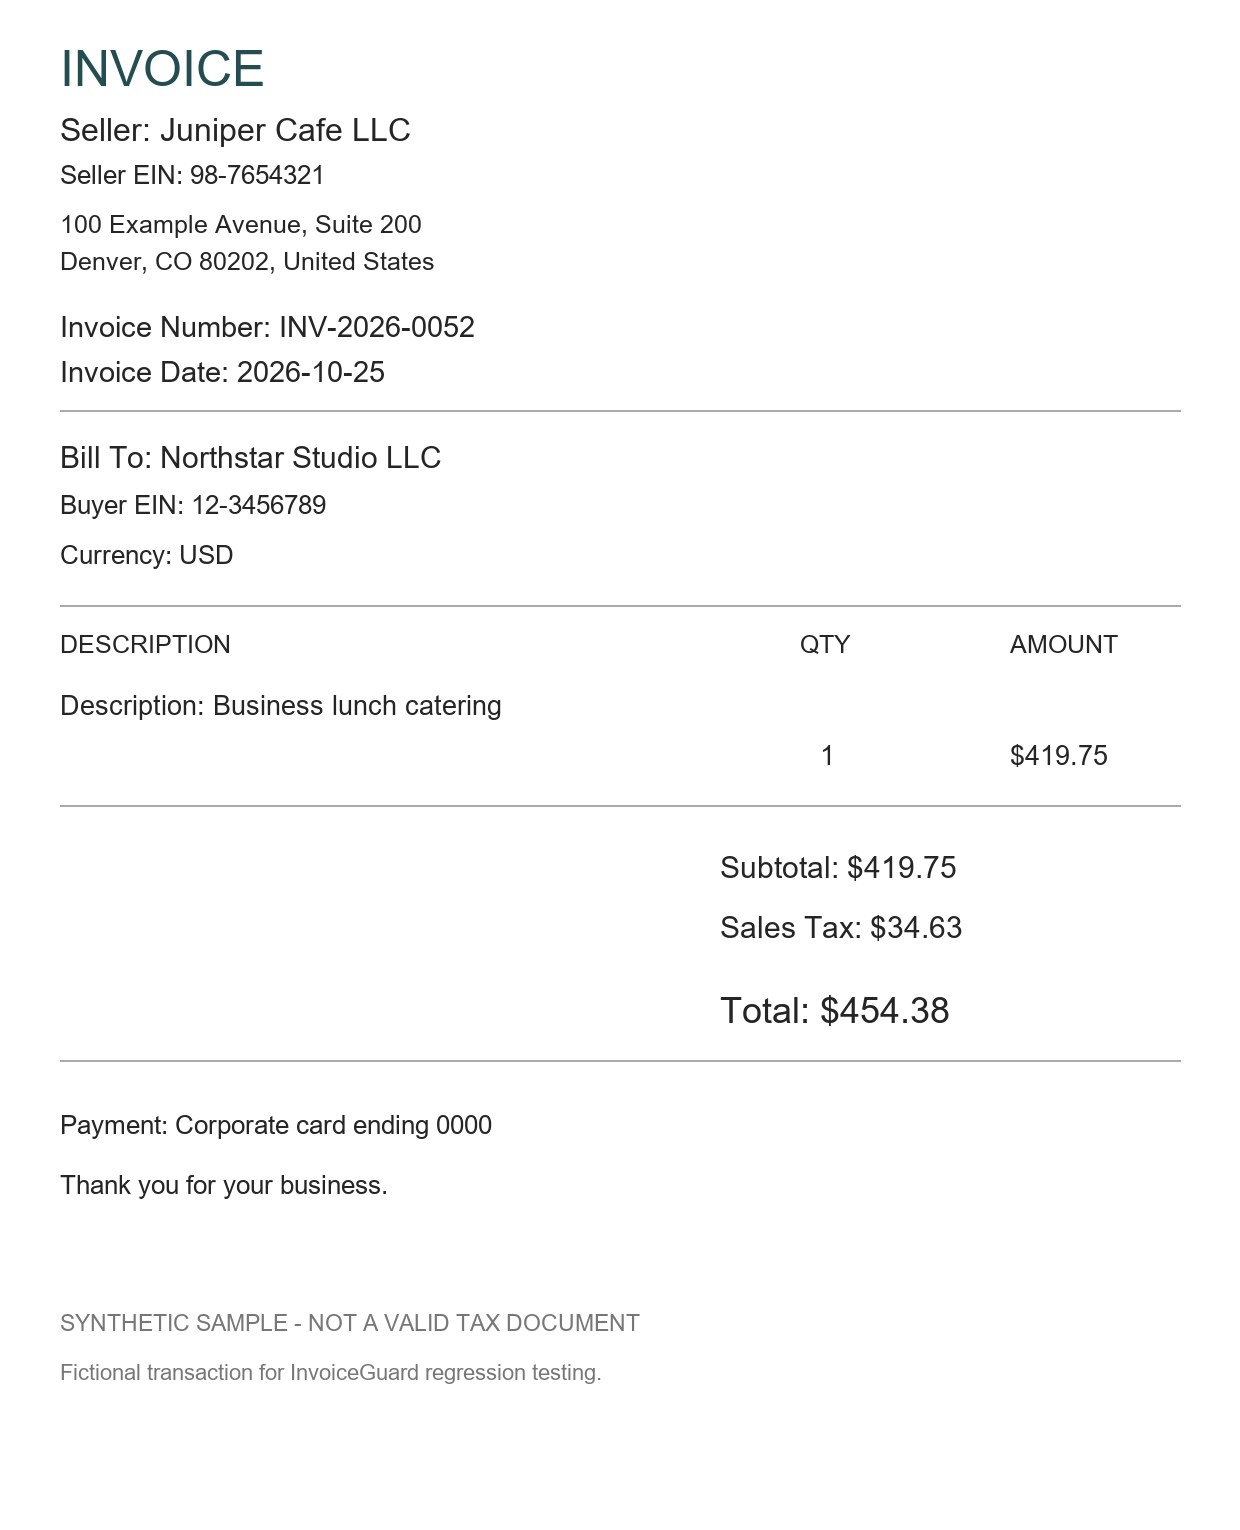 INVOICE
Seller: Juniper Cafe LLC
Seller EIN: 98-7654321
100 Example Avenue, Suite 200
Denver, CO 80202, United States
Invoice Number: INV-2026-0052
Invoice Date: 2026-10-25
Bill To: Northstar Studio LLC
Buyer EIN: 12-3456789
Currency: USD
DESCRIPTION QTY AMOUNT
Description: Business lunch catering
1 $419.75
Subtotal: $419.75
Sales Tax: $34.63
Total: $454.38
Payment: Corporate card ending 0000
Thank you for your business.
SYNTHETIC SAMPLE - NOT A VALID TAX DOCUMENT
Fictional transaction for InvoiceGuard regression testing.